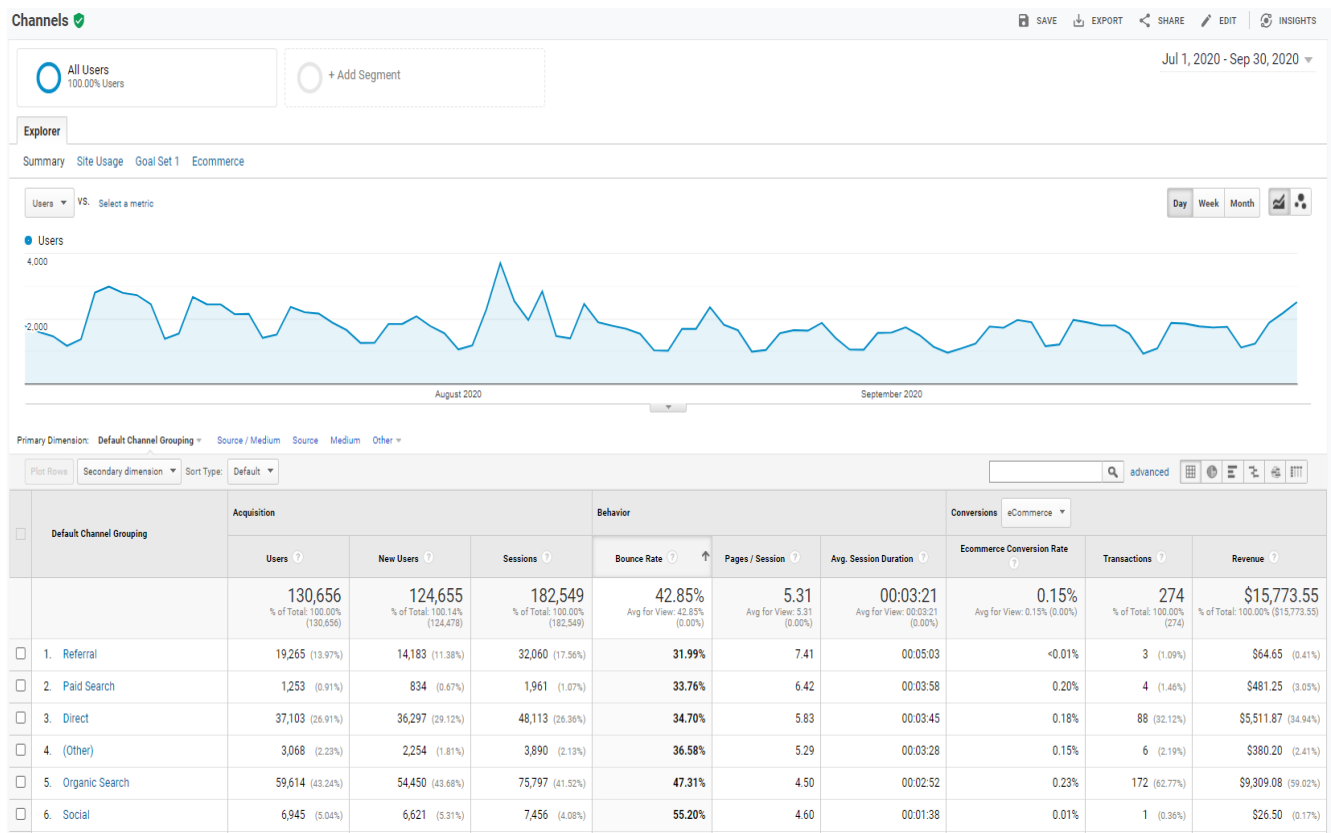 Channels
SAVE EXPORT SHARE EDIT INSIGHTS
All Users
100.00% Users
+ Add Segment
Jul 1, 2020 - Sep 30, 2020
Explorer
Summary Site Usage Goal Set 1 Ecommerce
Users VS. Select a metric
Day Week Month
Users
4,000
2,000
August 2020 September 2020
Primary Dimension: Default Channel Grouping Source / Medium Source Medium Other
Plot Rows Secondary dimension Sort Type: Default advanced
Default Channel Grouping
Acquisition Behavior Conversions eCommerce
Users ? New Users ? Sessions ? Bounce Rate ? Pages / Session ? Avg. Session Duration ? Ecommerce Conversion Rate ? Transactions ? Revenue ?
130,656 124,655 182,549 42.85% 5.31 00:03:21 0.15% 274 $15,773.55
% of Total: 100.00% % of Total: 100.14% % of Total: 100.00% Avg for View: 42.85% Avg for View: 5.31 Avg for View: 00:03:21 Avg for View: 0.15% (0.00%) % of Total: 100.00% % of Total: 100.00% ($15,773.55)
(130,656) (124,478) (182,549) (0.00%) (0.00%) (0.00%) (274)
1. Referral 19,265 (13.97%) 14,183 (11.38%) 32,060 (17.56%) 31.99% 7.41 00:05:03 <0.01% 3 (1.09%) $64.65 (0.41%)
2. Paid Search 1,253 (0.91%) 834 (0.67%) 1,961 (1.07%) 33.76% 6.42 00:03:58 0.20% 4 (1.46%) $481.25 (3.05%)
3. Direct 37,103 (26.91%) 36,297 (29.12%) 48,113 (26.36%) 34.70% 5.83 00:03:45 0.18% 88 (32.12%) $5,511.87 (34.94%)
4. (Other) 3,068 (2.23%) 2,254 (1.81%) 3,890 (2.13%) 36.58% 5.29 00:03:28 0.15% 6 (2.19%) $380.20 (2.41%)
5. Organic Search 59,614 (43.24%) 54,450 (43.68%) 75,797 (41.52%) 47.31% 4.50 00:02:52 0.23% 172 (62.77%) $9,309.08 (59.02%)
6. Social 6,945 (5.04%) 6,621 (5.31%) 7,456 (4.08%) 55.20% 4.60 00:01:38 0.01% 1 (0.36%) $26.50 (0.17%)